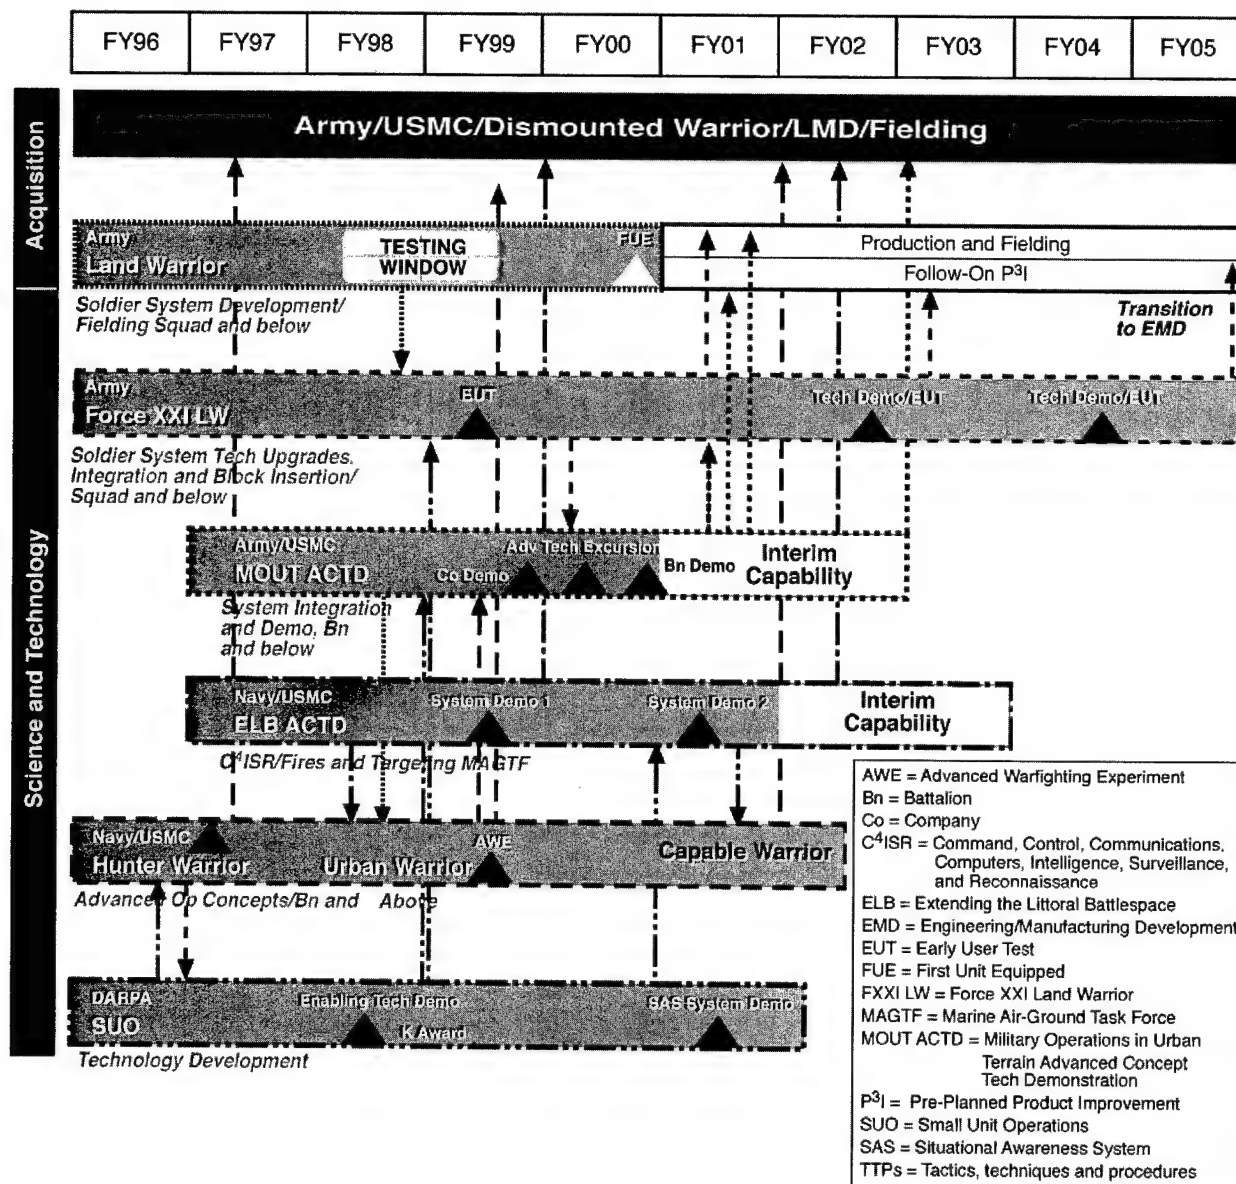 FY96 FY97 FY98 FY99 FY00 FY01 FY02 FY03 FY04 FY05
Acquisition
Army/USMC/Dismounted Warrior/LMD/Fielding
Army
Land Warrior
TESTING
WINDOW
FUE
Production and Fielding
Follow-On P³I
Soldier System Development/
Fielding Squad and below
Transition
to EMD
Science and Technology
Army
Force XXI LW
EUT
Tech Demo/EUT
Tech Demo/EUT
Soldier System Tech Upgrades,
Integration and Block Insertion/
Squad and below
Army/USMC
MOUT ACTD
Co Demo
Adv Tech Excursion
Bn Demo
Interim
Capability
System Integration
and Demo, Bn
and below
Navy/USMC
ELB ACTD
System Demo 1
System Demo 2
Interim
Capability
C⁴ISR/Fires and Targeting MAGTF
Navy/USMC
Hunter Warrior
Urban Warrior
AWE
Capable Warrior
Advanced Op Concepts/Bn and Above
DARPA
SUO
Enabling Tech Demo
K Award
SAS System Demo
Technology Development
AWE = Advanced Warfighting Experiment
Bn = Battalion
Co = Company
C⁴ISR = Command, Control, Communications,
Computers, Intelligence, Surveillance,
and Reconnaissance
ELB = Extending the Littoral Battlespace
EMD = Engineering/Manufacturing Development
EUT = Early User Test
FUE = First Unit Equipped
FXXI LW = Force XXI Land Warrior
MAGTF = Marine Air-Ground Task Force
MOUT ACTD = Military Operations in Urban
Terrain Advanced Concept
Tech Demonstration
P³I = Pre-Planned Product Improvement
SUO = Small Unit Operations
SAS = Situational Awareness System
TTPs = Tactics, techniques and procedures